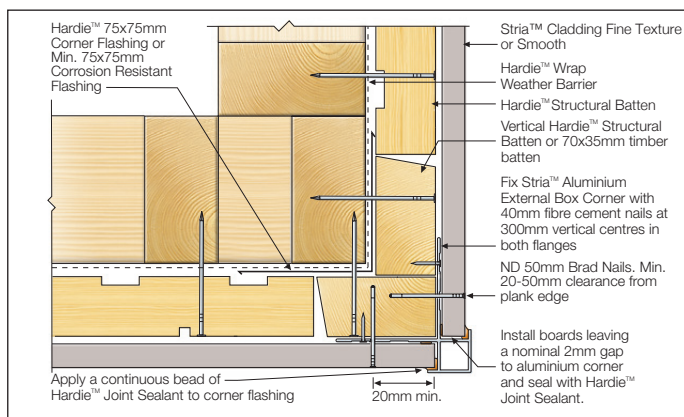 Hardie™ 75x75mm
Corner Flashing or
Min. 75x75mm
Corrosion Resistant
Flashing
Stria™ Cladding Fine Texture
or Smooth
Hardie™ Wrap
Weather Barrier
Hardie™ Structural Batten
Vertical Hardie™ Structural
Batten or 70x35mm timber
batten
Fix Stria™ Aluminium
External Box Corner with
40mm fibre cement nails at
300mm vertical centres in
both flanges
ND 50mm Brad Nails. Min.
20-50mm clearance from
plank edge
Install boards leaving
a nominal 2mm gap
to aluminium corner
and seal with Hardie™
Joint Sealant.
Apply a continuous bead of
Hardie™ Joint Sealant to corner flashing
20mm min.